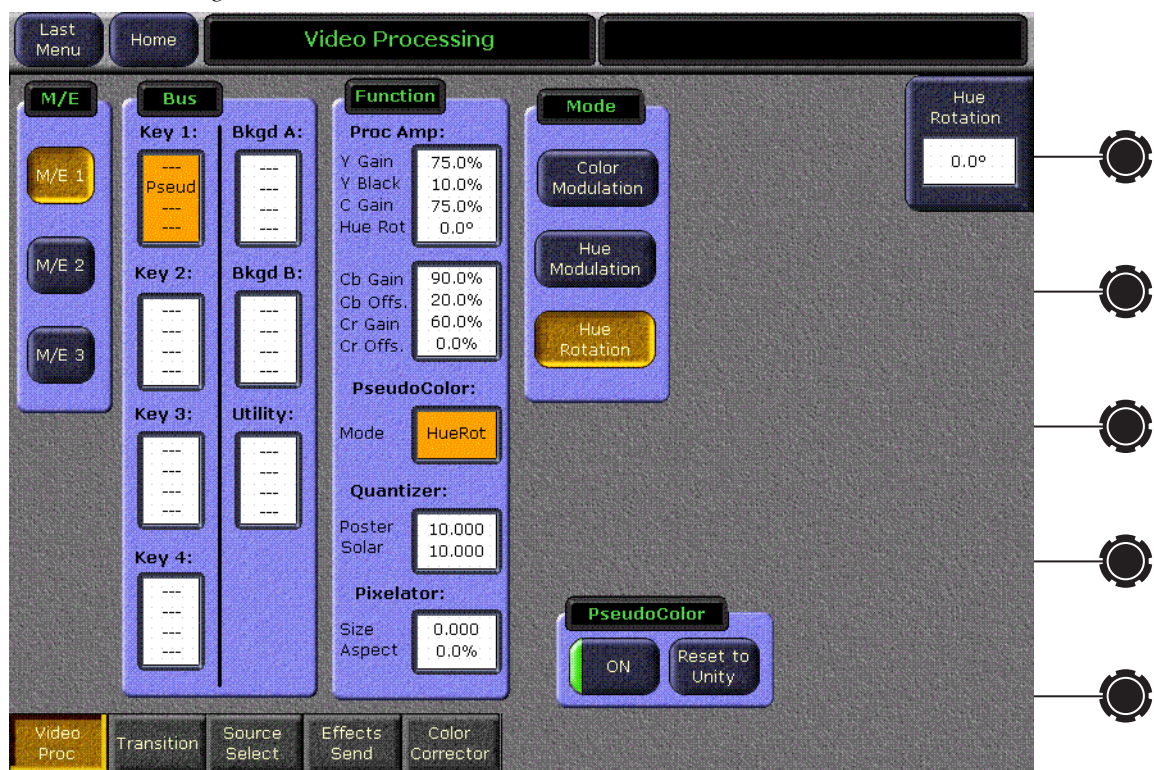 Last
Menu
Home
Video Processing
M/E
M/E 1
M/E 2
M/E 3
Bus
Key 1:
---
Pseud
---
---
Bkgd A:
---
---
---
---
Key 2:
---
---
---
---
Bkgd B:
---
---
---
---
Key 3:
---
---
---
---
Utility:
---
---
---
---
Key 4:
---
---
---
---
Function
Proc Amp:
Y Gain 75.0%
Y Black 10.0%
C Gain 75.0%
Hue Rot 0.0°
Cb Gain 90.0%
Cb Offs. 20.0%
Cr Gain 60.0%
Cr Offs. 0.0%
PseudoColor:
Mode HueRot
Quantizer:
Poster 10.000
Solar 10.000
Pixelator:
Size 0.000
Aspect 0.0%
Mode
Color
Modulation
Hue
Modulation
Hue
Rotation
Hue
Rotation
0.0°
PseudoColor
ON
Reset to
Unity
Video
Proc
Transition
Source
Select
Effects
Send
Color
Corrector